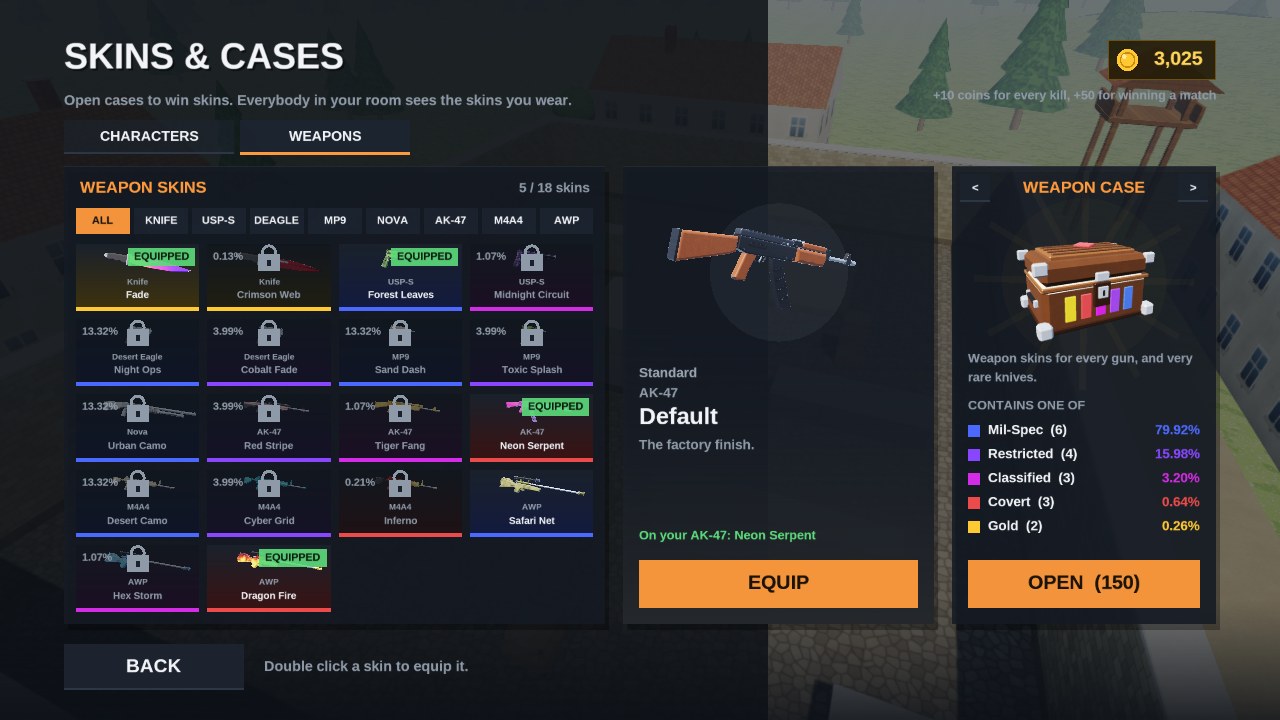 SKINS & CASES
3,025
Open cases to win skins. Everybody in your room sees the skins you wear.
+10 coins for every kill, +50 for winning a match
CHARACTERS
WEAPONS
WEAPON SKINS
5 / 18 skins
ALL
KNIFE
USP-S
DEAGLE
MP9
NOVA
AK-47
M4A4
AWP
EQUIPPED
Knife
Fade
0.13%
Knife
Crimson Web
EQUIPPED
USP-S
Forest Leaves
1.07%
USP-S
Midnight Circuit
13.32%
Desert Eagle
Night Ops
3.99%
Desert Eagle
Cobalt Fade
13.32%
MP9
Sand Dash
3.99%
MP9
Toxic Splash
13.32%
Nova
Urban Camo
3.99%
AK-47
Red Stripe
1.07%
AK-47
Tiger Fang
EQUIPPED
AK-47
Neon Serpent
13.32%
M4A4
Desert Camo
3.99%
M4A4
Cyber Grid
0.21%
M4A4
Inferno
AWP
Safari Net
1.07%
AWP
Hex Storm
EQUIPPED
AWP
Dragon Fire
Standard
AK-47
Default
The factory finish.
On your AK-47: Neon Serpent
EQUIP
<
WEAPON CASE
>
Weapon skins for every gun, and very
rare knives.
CONTAINS ONE OF
Mil-Spec (6) 79.92%
Restricted (4) 15.98%
Classified (3) 3.20%
Covert (3) 0.64%
Gold (2) 0.26%
OPEN (150)
BACK
Double click a skin to equip it.